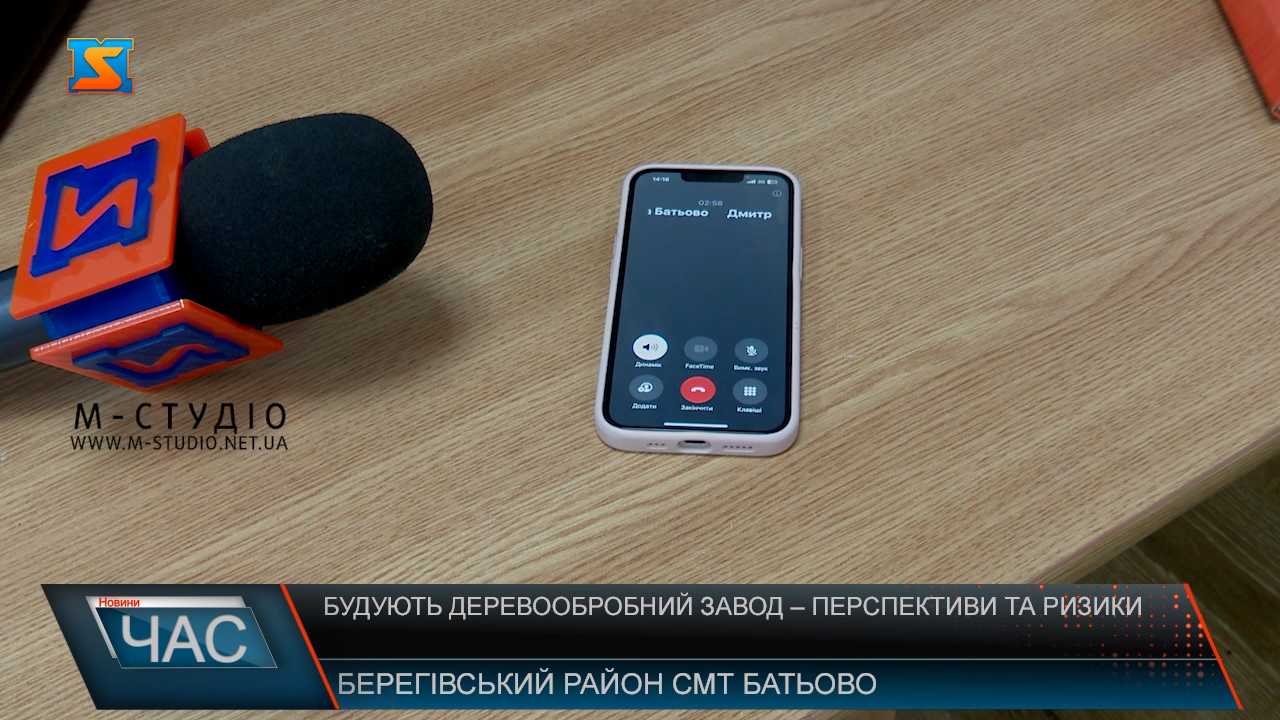 14:18
3G
02:58
Батьово Дмитр
Динамік
FaceTime
Вимк. звук
Додати
Закінчити
Клавіші
М-СТУДІО
WWW.M-STUDIO.NET.UA
Новини
ЧАС
БУДУЮТЬ ДЕРЕВООБРОБНИЙ ЗАВОД – ПЕРСПЕКТИВИ ТА РИЗИКИ
БЕРЕГІВСЬКИЙ РАЙОН СМТ БАТЬОВО